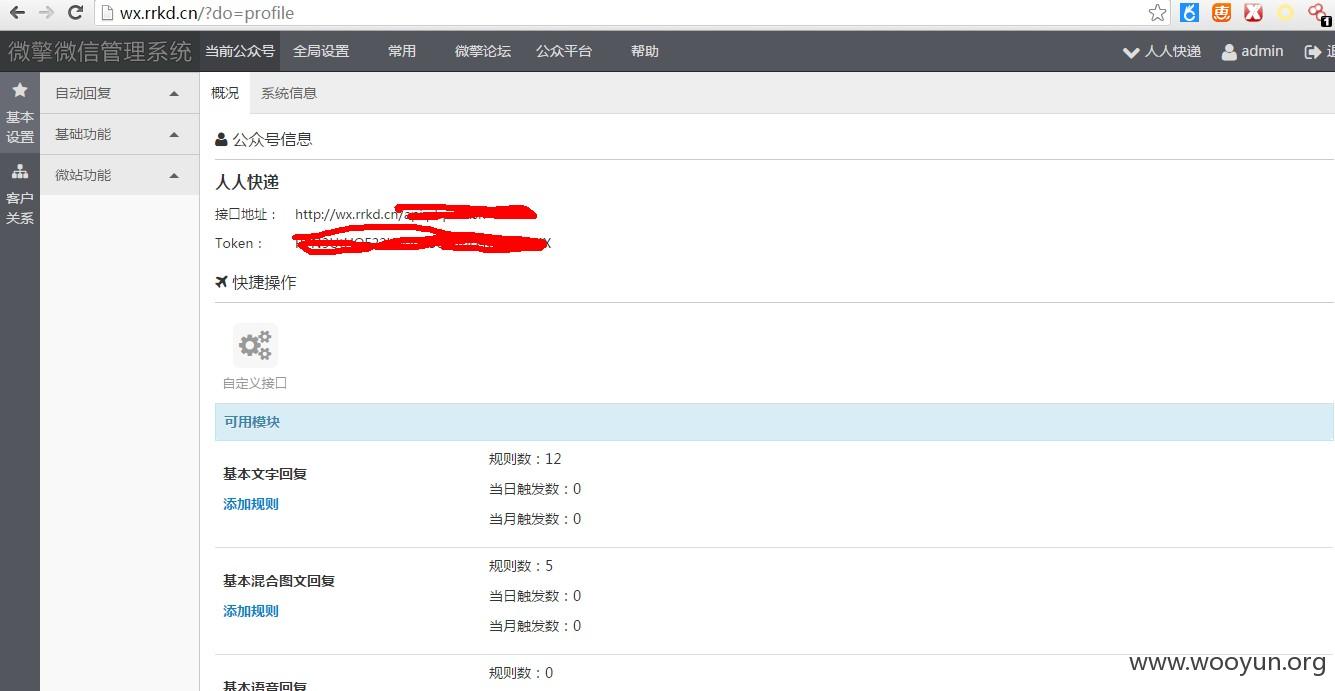 wx.rrkd.cn/?do=profile
1
微擎微信管理系统 当前公众号 全局设置 常用 微擎论坛 公众平台 帮助 人人快递 admin
基本设置
客户关系
自动回复
基础功能
微站功能
概况 系统信息
公众号信息
人人快递
接口地址： http://wx.rrkd.cn/
Token：
快捷操作
自定义接口
可用模块
基本文字回复
添加规则
规则数：12
当日触发数：0
当月触发数：0
基本混合图文回复
添加规则
规则数：5
当日触发数：0
当月触发数：0
基本语音回复
规则数：0
www.wooyun.org